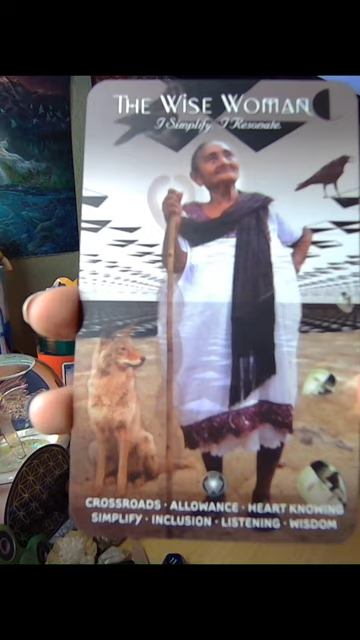 THE WISE WOMAN
I Simplify. I Resonate.
CROSSROADS · ALLOWANCE · HEART KNOWING
SIMPLIFY · INCLUSION · LISTENING · WISDOM